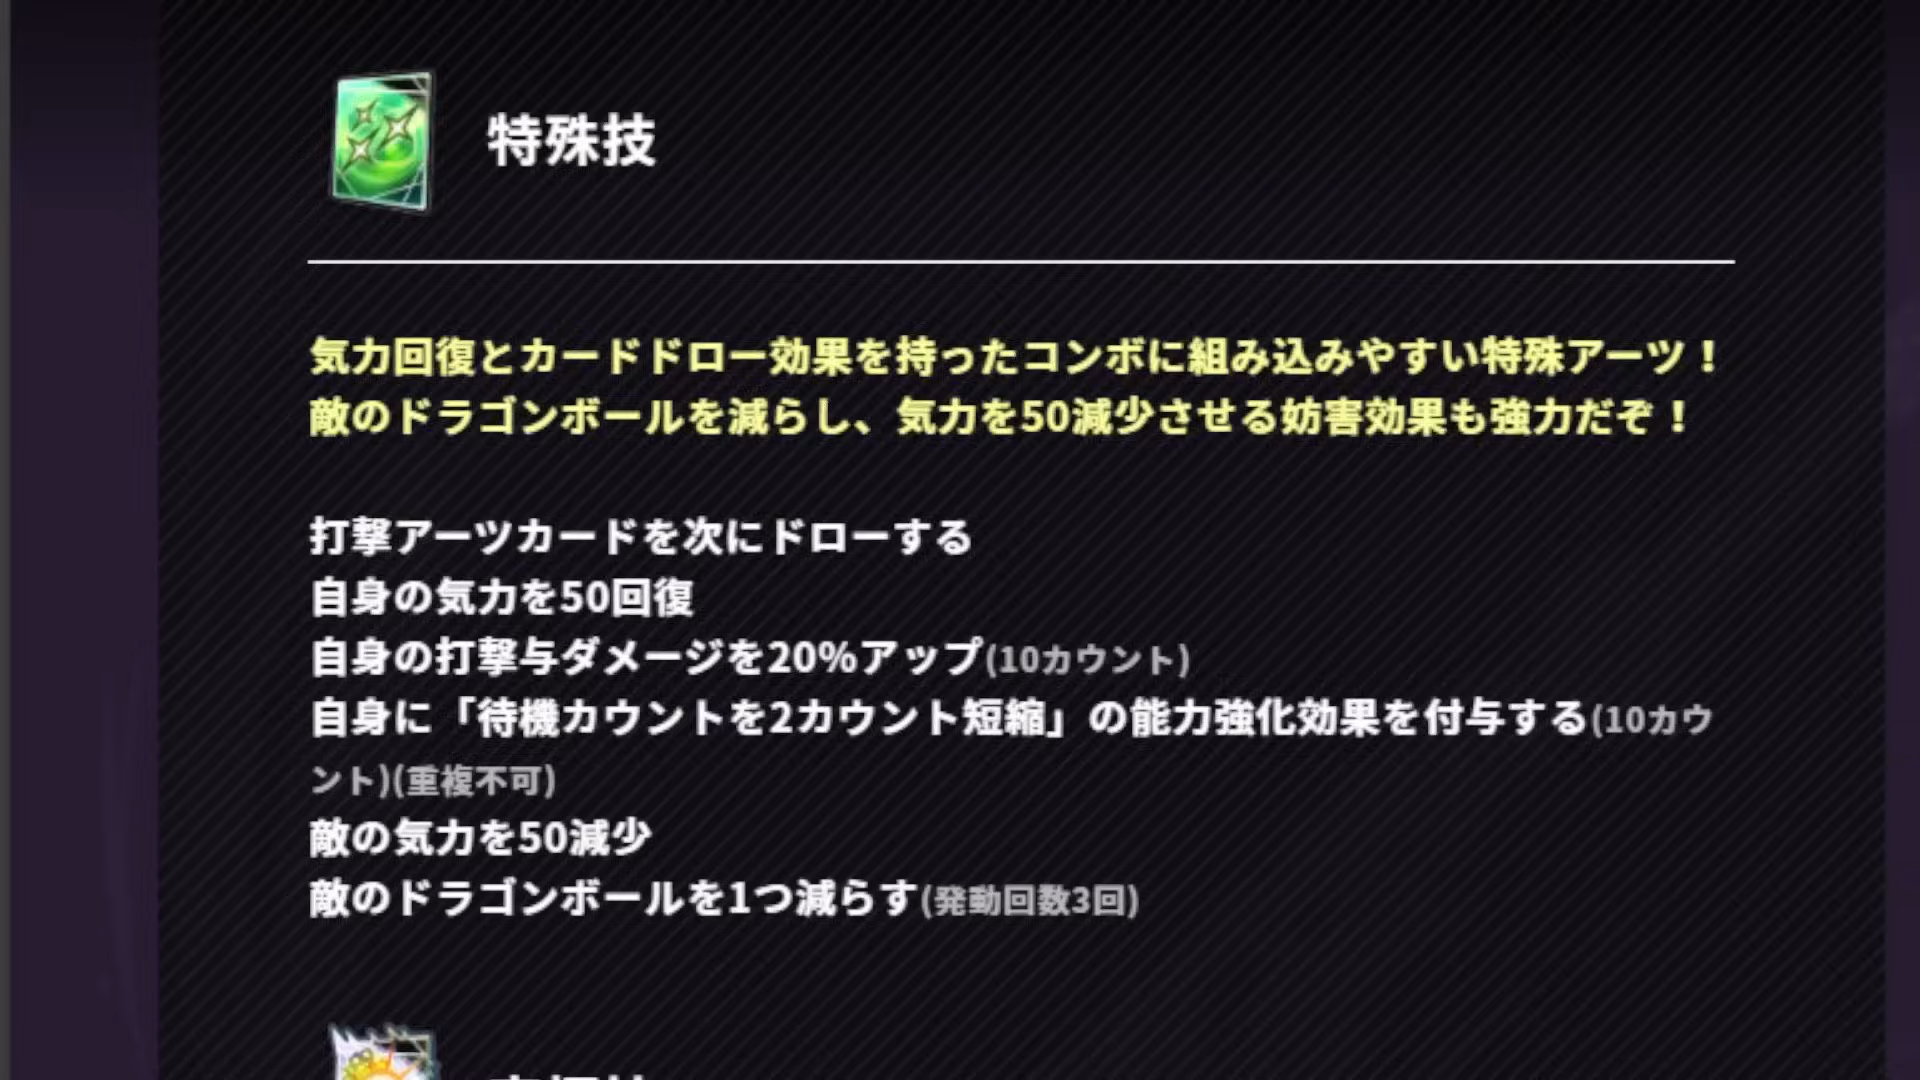 特殊技
気力回復とカードドロー効果を持ったコンボに組み込みやすい特殊アーツ！
敵のドラゴンボールを減らし、気力を50減少させる妨害効果も強力だぞ！
打撃アーツカードを次にドローする
自身の気力を50回復
自身の打撃与ダメージを20%アップ(10カウント)
自身に「待機カウントを2カウント短縮」の能力強化効果を付与する(10カウ
ント)(重複不可)
敵の気力を50減少
敵のドラゴンボールを1つ減らす(発動回数3回)